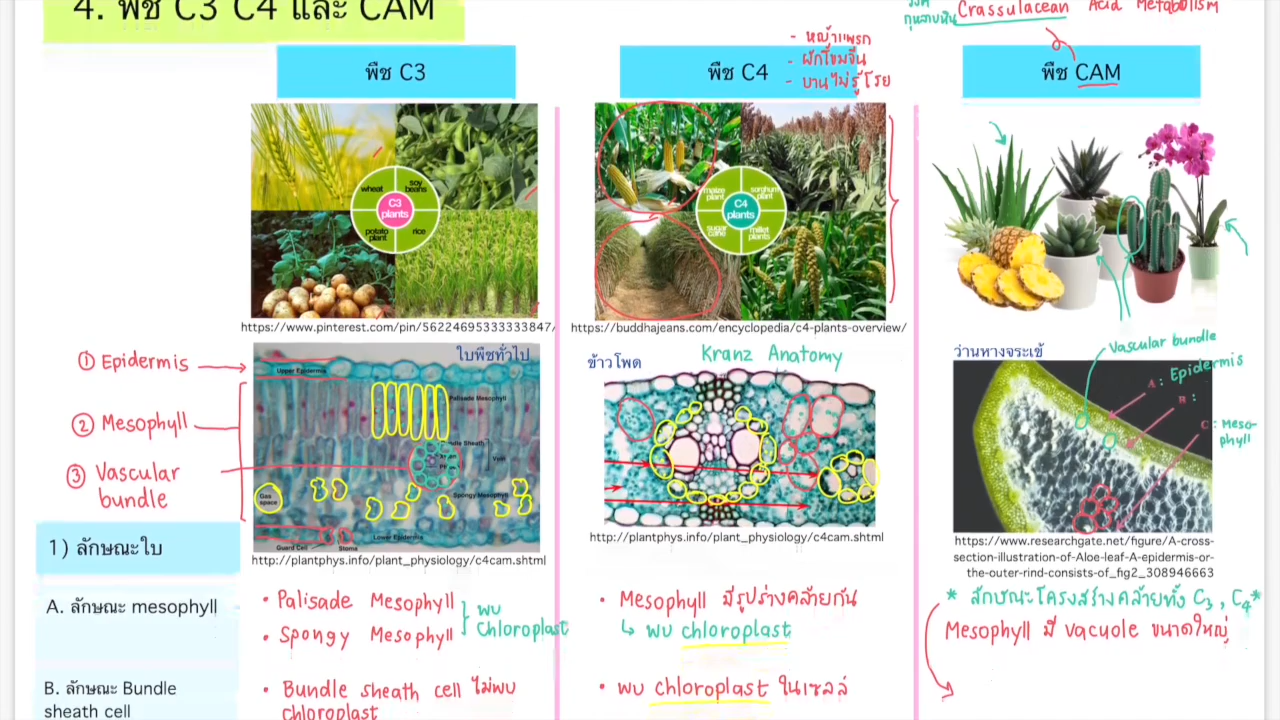 4. พืช C3 C4 และ CAM
กุหลาบหิน Crassulacean Acid Metabolism
พืช C3
พืช C4
- หญ้าแพรก
- ผักโขมจีน
- บานไม่รู้โรย
พืช CAM
wheat
soy beans
C3 plants
potato plant
rice
maize plant
sorghum plant
C4 plants
sugar cane
millet plants
https://www.pinterest.com/pin/56224695333333847/
https://buddhajeans.com/encyclopedia/c4-plants-overview/
① Epidermis
② Mesophyll
③ Vascular bundle
ใบพืชทั่วไป
Upper Epidermis
Palisade Mesophyll
Bundle Sheath
Vein
Gas space
Spongy Mesophyll
Lower Epidermis
Guard Cell
Stoma
http://plantphys.info/plant_physiology/c4cam.shtml
ข้าวโพด
Kranz Anatomy
http://plantphys.info/plant_physiology/c4cam.shtml
ว่านหางจระเข้
Vascular bundle
A : Epidermis
B :
C : Meso-
phyll
https://www.researchgate.net/figure/A-cross-
section-illustration-of-Aloe-leaf-A-epidermis-or-
the-outer-rind-consists-of_fig2_308946663
1) ลักษณะใบ
A. ลักษณะ mesophyll
• Palisade Mesophyll
• Spongy Mesophyll
พบ
chloroplast
• Mesophyll มีรูปร่างคล้ายกัน
↳ พบ chloroplast
* ลักษณะโครงสร้างคล้ายทั้ง C3, C4 *
Mesophyll มี vacuole ขนาดใหญ่
B. ลักษณะ Bundle
sheath cell
• Bundle sheath cell ไม่พบ
chloroplast
• พบ chloroplast ในเซลล์